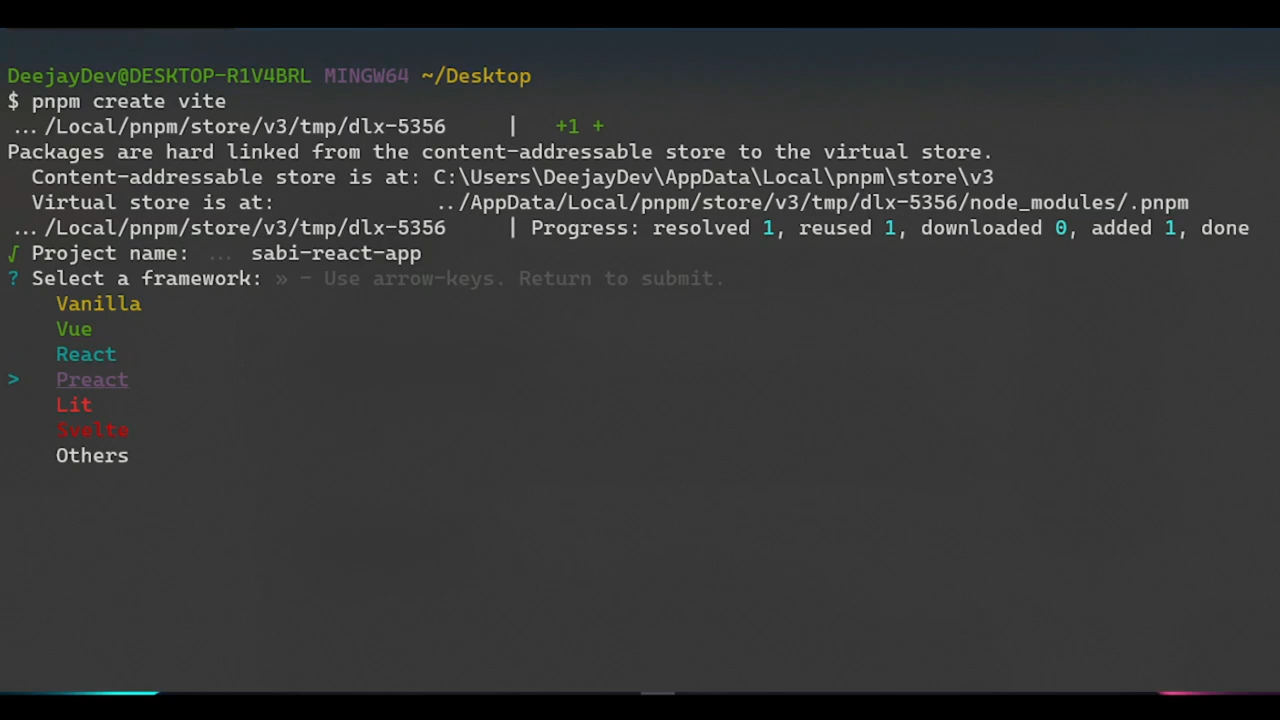 DeejayDev@DESKTOP-R1V4BRL MINGW64 ~/Desktop
$ pnpm create vite
.../Local/pnpm/store/v3/tmp/dlx-5356 | +1 +
Packages are hard linked from the content-addressable store to the virtual store.
Content-addressable store is at: C:\Users\DeejayDev\AppData\Local\pnpm\store\v3
Virtual store is at: ../AppData/Local/pnpm/store/v3/tmp/dlx-5356/node_modules/.pnpm
.../Local/pnpm/store/v3/tmp/dlx-5356 | Progress: resolved 1, reused 1, downloaded 0, added 1, done
√ Project name: ... sabi-react-app
? Select a framework: » - Use arrow-keys. Return to submit.
Vanilla
Vue
React
> Preact
Lit
Svelte
Others